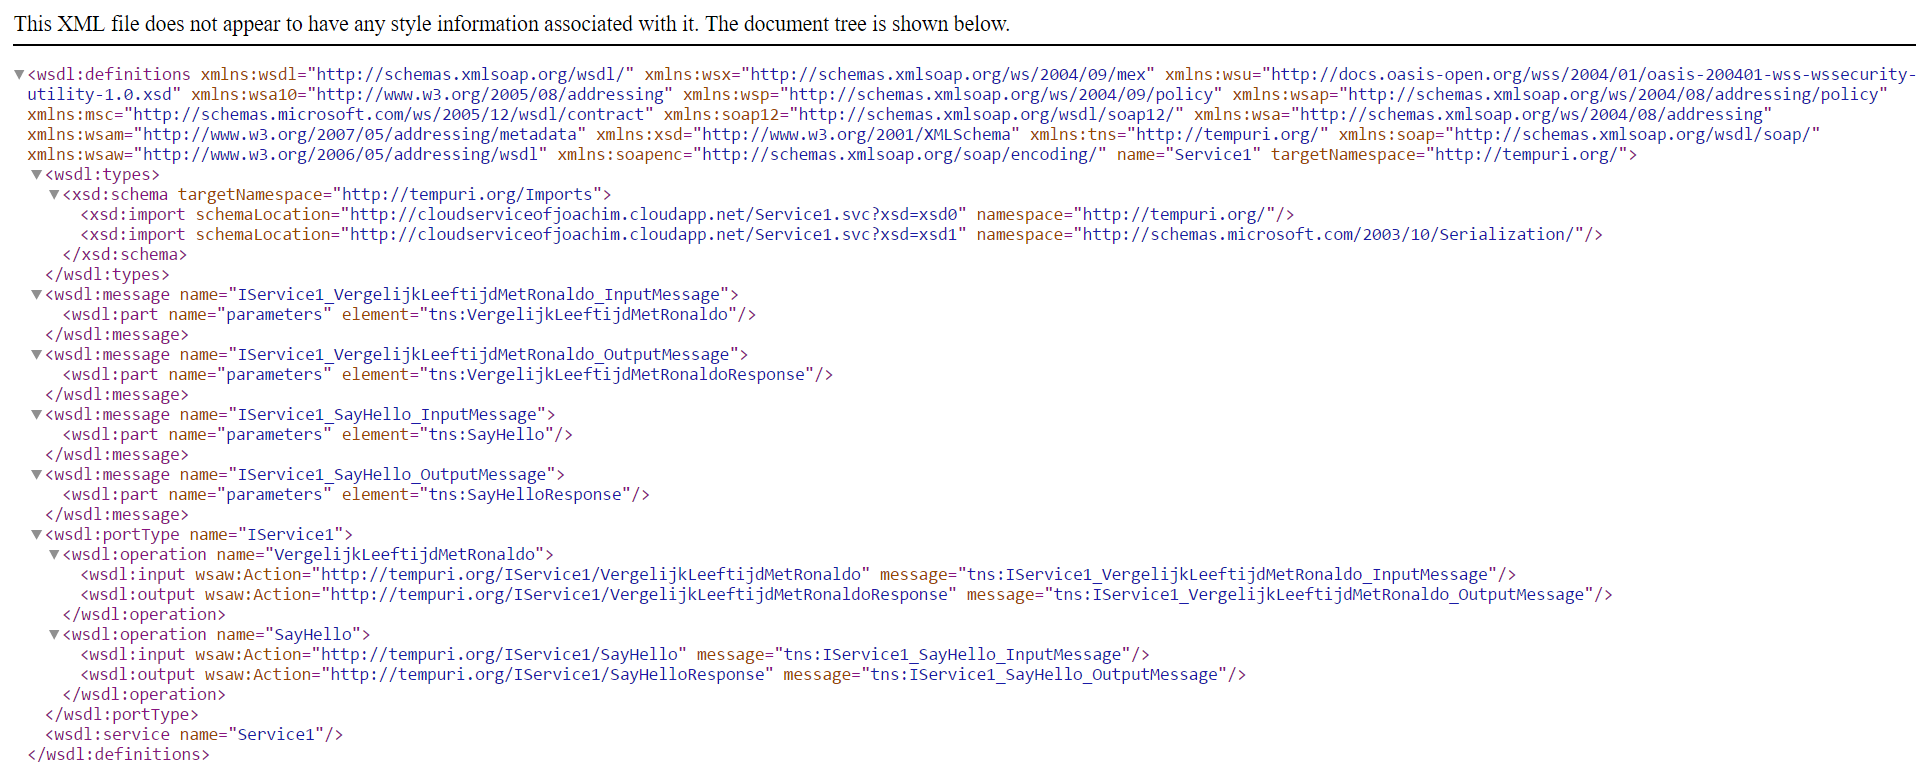 This XML file does not appear to have any style information associated with it. The document tree is shown below.
▼<wsdl:definitions xmlns:wsdl="http://schemas.xmlsoap.org/wsdl/" xmlns:wsx="http://schemas.xmlsoap.org/ws/2004/09/mex" xmlns:wsu="http://docs.oasis-open.org/wss/2004/01/oasis-200401-wss-wssecurity-
utility-1.0.xsd" xmlns:wsa10="http://www.w3.org/2005/08/addressing" xmlns:wsp="http://schemas.xmlsoap.org/ws/2004/09/policy" xmlns:wsap="http://schemas.xmlsoap.org/ws/2004/08/addressing/policy"
xmlns:msc="http://schemas.microsoft.com/ws/2005/12/wsdl/contract" xmlns:soap12="http://schemas.xmlsoap.org/wsdl/soap12/" xmlns:wsa="http://schemas.xmlsoap.org/ws/2004/08/addressing"
xmlns:wsam="http://www.w3.org/2007/05/addressing/metadata" xmlns:xsd="http://www.w3.org/2001/XMLSchema" xmlns:tns="http://tempuri.org/" xmlns:soap="http://schemas.xmlsoap.org/wsdl/soap/"
xmlns:wsaw="http://www.w3.org/2006/05/addressing/wsdl" xmlns:soapenc="http://schemas.xmlsoap.org/soap/encoding/" name="Service1" targetNamespace="http://tempuri.org/">
▼<wsdl:types>
▼<xsd:schema targetNamespace="http://tempuri.org/Imports">
<xsd:import schemaLocation="http://cloudserviceofjoachim.cloudapp.net/Service1.svc?xsd=xsd0" namespace="http://tempuri.org/"/>
<xsd:import schemaLocation="http://cloudserviceofjoachim.cloudapp.net/Service1.svc?xsd=xsd1" namespace="http://schemas.microsoft.com/2003/10/Serialization/"/>
</xsd:schema>
</wsdl:types>
▼<wsdl:message name="IService1_VergelijkLeeftijdMetRonaldo_InputMessage">
<wsdl:part name="parameters" element="tns:VergelijkLeeftijdMetRonaldo"/>
</wsdl:message>
▼<wsdl:message name="IService1_VergelijkLeeftijdMetRonaldo_OutputMessage">
<wsdl:part name="parameters" element="tns:VergelijkLeeftijdMetRonaldoResponse"/>
</wsdl:message>
▼<wsdl:message name="IService1_SayHello_InputMessage">
<wsdl:part name="parameters" element="tns:SayHello"/>
</wsdl:message>
▼<wsdl:message name="IService1_SayHello_OutputMessage">
<wsdl:part name="parameters" element="tns:SayHelloResponse"/>
</wsdl:message>
▼<wsdl:portType name="IService1">
▼<wsdl:operation name="VergelijkLeeftijdMetRonaldo">
<wsdl:input wsaw:Action="http://tempuri.org/IService1/VergelijkLeeftijdMetRonaldo" message="tns:IService1_VergelijkLeeftijdMetRonaldo_InputMessage"/>
<wsdl:output wsaw:Action="http://tempuri.org/IService1/VergelijkLeeftijdMetRonaldoResponse" message="tns:IService1_VergelijkLeeftijdMetRonaldo_OutputMessage"/>
</wsdl:operation>
▼<wsdl:operation name="SayHello">
<wsdl:input wsaw:Action="http://tempuri.org/IService1/SayHello" message="tns:IService1_SayHello_InputMessage"/>
<wsdl:output wsaw:Action="http://tempuri.org/IService1/SayHelloResponse" message="tns:IService1_SayHello_OutputMessage"/>
</wsdl:operation>
</wsdl:portType>
<wsdl:service name="Service1"/>
</wsdl:definitions>